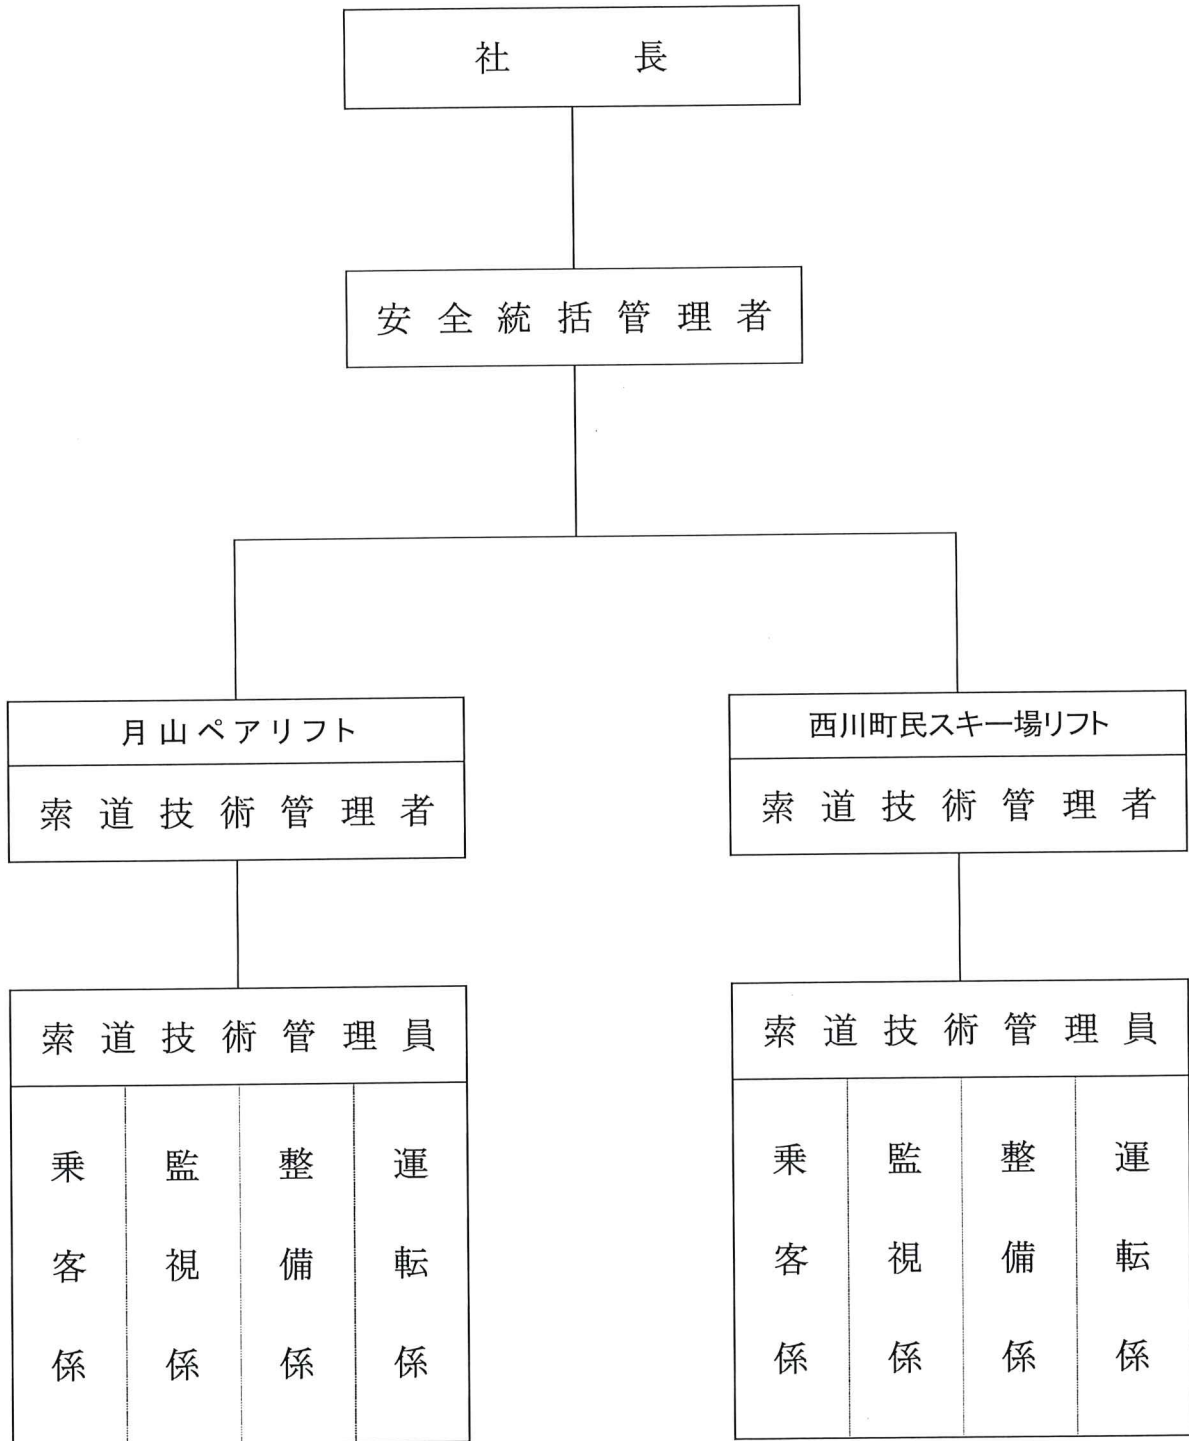 社長
安全統括管理者
月山ペアリフト
索道技術管理者
索道技術管理員
乗客係
監視係
整備係
運転係
西川町民スキー場リフト
索道技術管理者
索道技術管理員
乗客係
監視係
整備係
運転係